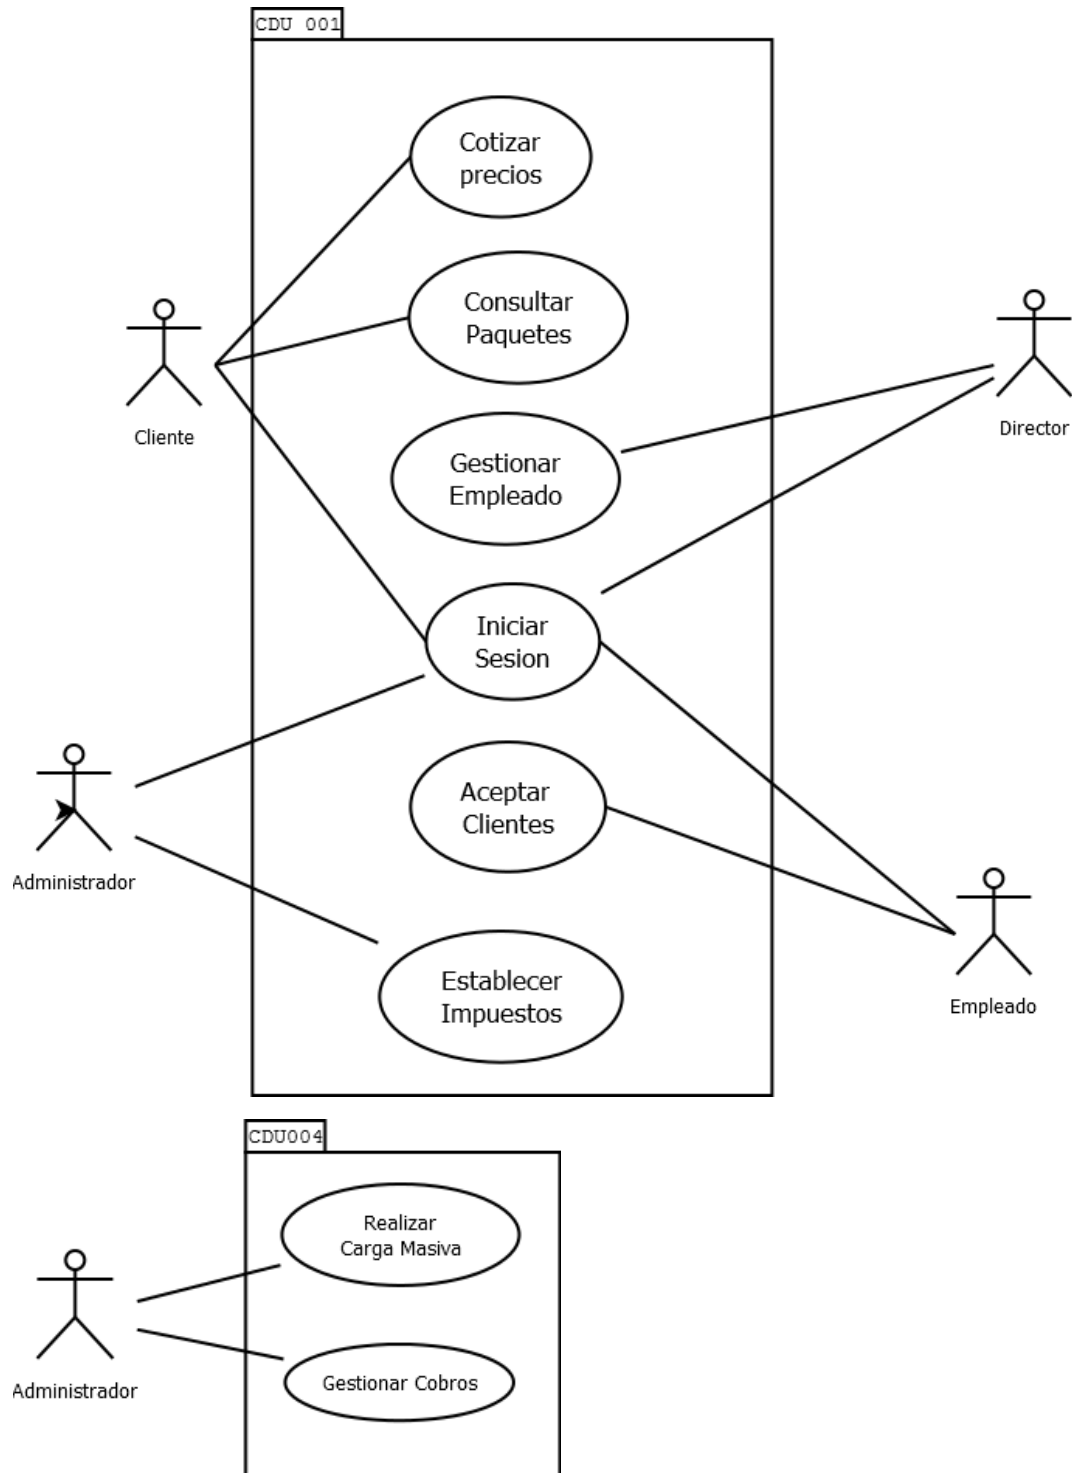 CDU 001
Cotizar
precios
Consultar
Paquetes
Cliente
Director
Gestionar
Empleado
Iniciar
Sesion
Aceptar
Clientes
Administrador
Establecer
Impuestos
Empleado
CDU004
Realizar
Carga Masiva
Administrador
Gestionar Cobros